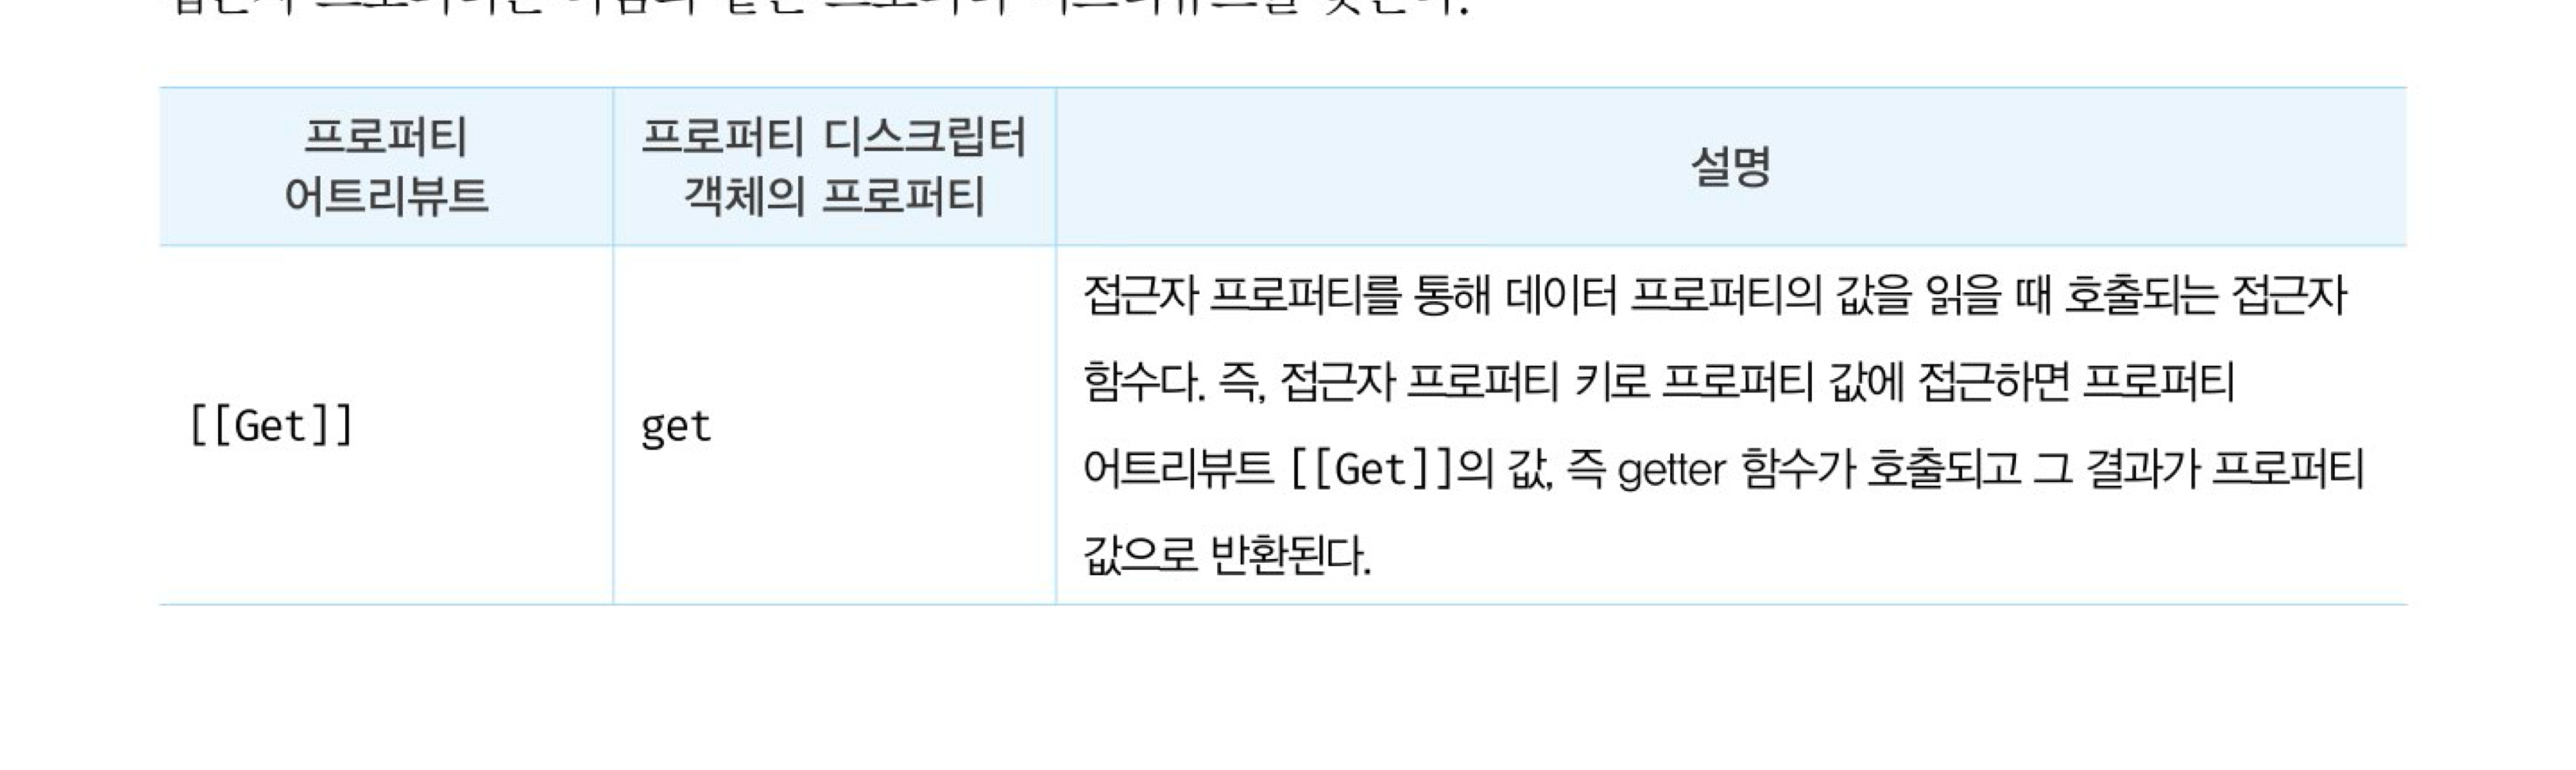 프로퍼티
어트리뷰트
프로퍼티 디스크립터
객체의 프로퍼티
설명
[[Get]]
get
접근자 프로퍼티를 통해 데이터 프로퍼티의 값을 읽을 때 호출되는 접근자
함수다. 즉, 접근자 프로퍼티 키로 프로퍼티 값에 접근하면 프로퍼티
어트리뷰트 [[Get]]의 값, 즉 getter 함수가 호출되고 그 결과가 프로퍼티
값으로 반환된다.